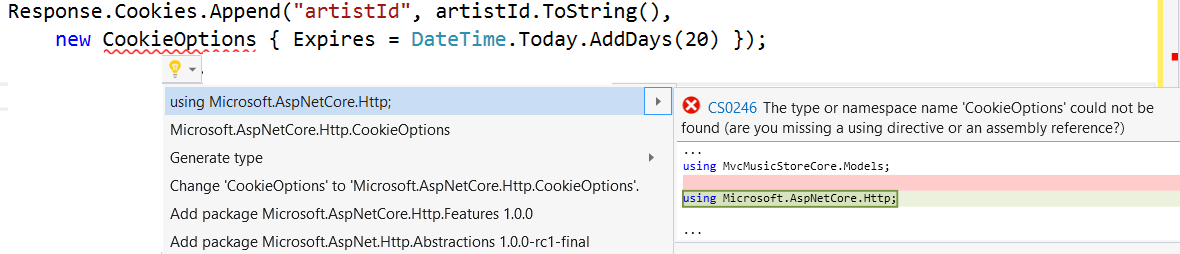 Response.Cookies.Append("artistId", artistId.ToString(),
new CookieOptions { Expires = DateTime.Today.AddDays(20) });
using Microsoft.AspNetCore.Http;
Microsoft.AspNetCore.Http.CookieOptions
Generate type
Change 'CookieOptions' to 'Microsoft.AspNetCore.Http.CookieOptions'.
Add package Microsoft.AspNetCore.Http.Features 1.0.0
Add package Microsoft.AspNet.Http.Abstractions 1.0.0-rc1-final
CS0246 The type or namespace name 'CookieOptions' could not be
found (are you missing a using directive or an assembly reference?)
...
using MvcMusicStoreCore.Models;
using Microsoft.AspNetCore.Http;
...